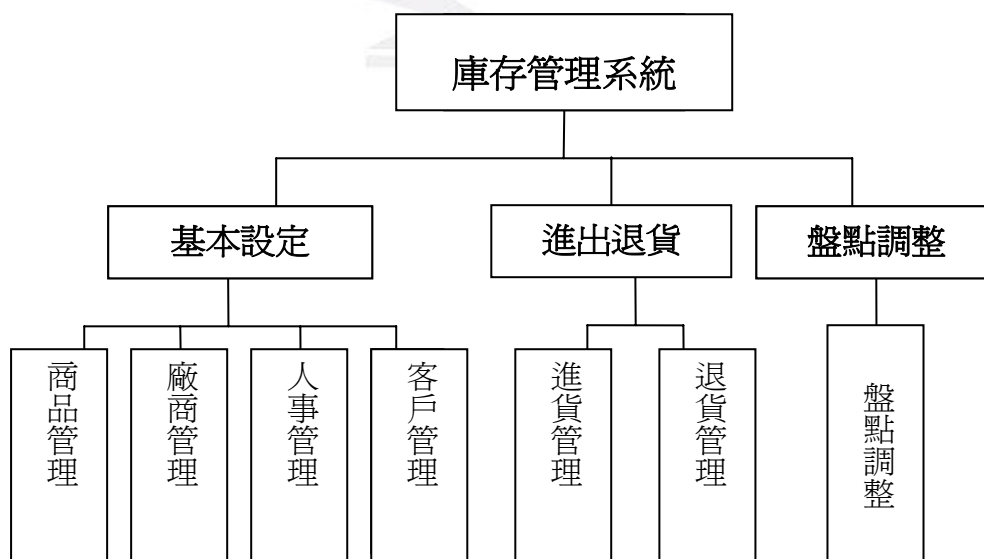 庫存管理系統
基本設定
進出退貨
盤點調整
商品管理
廠商管理
人事管理
客戶管理
進貨管理
退貨管理
盤點調整